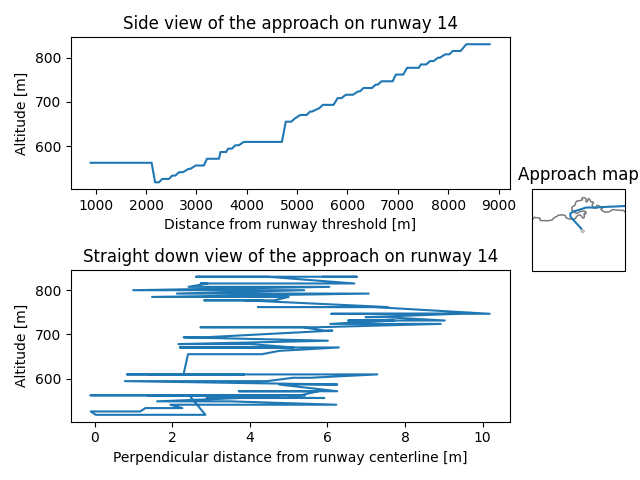 Side view of the approach on runway 14
800
700
600
Altitude [m]
1000 2000 3000 4000 5000 6000 7000 8000 9000
Distance from runway threshold [m]
Approach map
Straight down view of the approach on runway 14
800
700
600
Altitude [m]
0 2 4 6 8 10
Perpendicular distance from runway centerline [m]